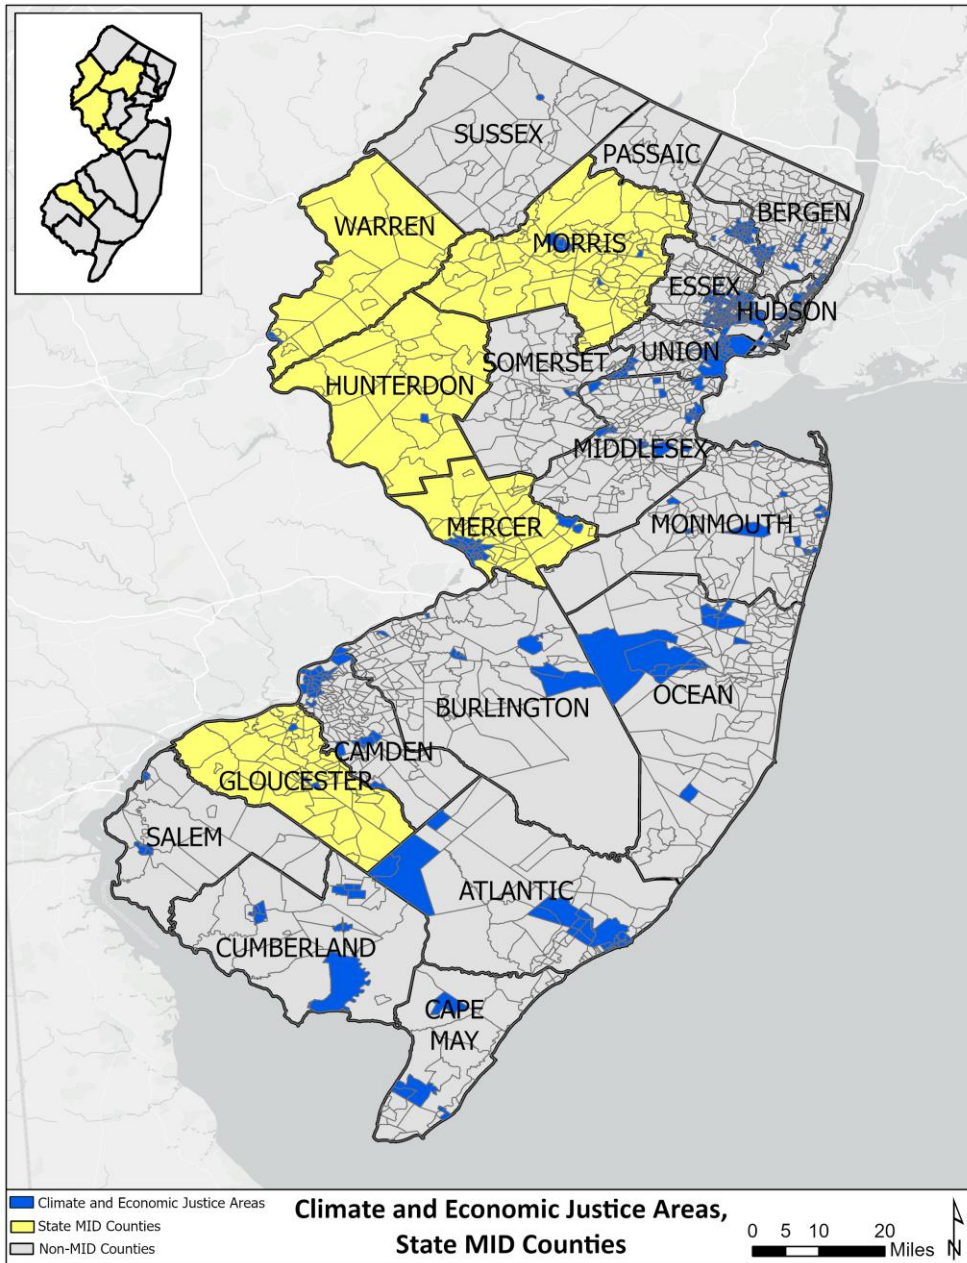 SUSSEX
PASSAIC
BERGEN
WARREN
MORRIS
ESSEX
HUDSON
SOMERSET
UNION
HUNTERDON
MIDDLESEX
MERCER
MONMOUTH
OCEAN
BURLINGTON
CAMDEN
GLOUCESTER
SALEM
ATLANTIC
CUMBERLAND
CAPE
MAY
Climate and Economic Justice Areas
State MID Counties
Non-MID Counties
Climate and Economic Justice Areas,
State MID Counties
0 5 10 20
Miles
N